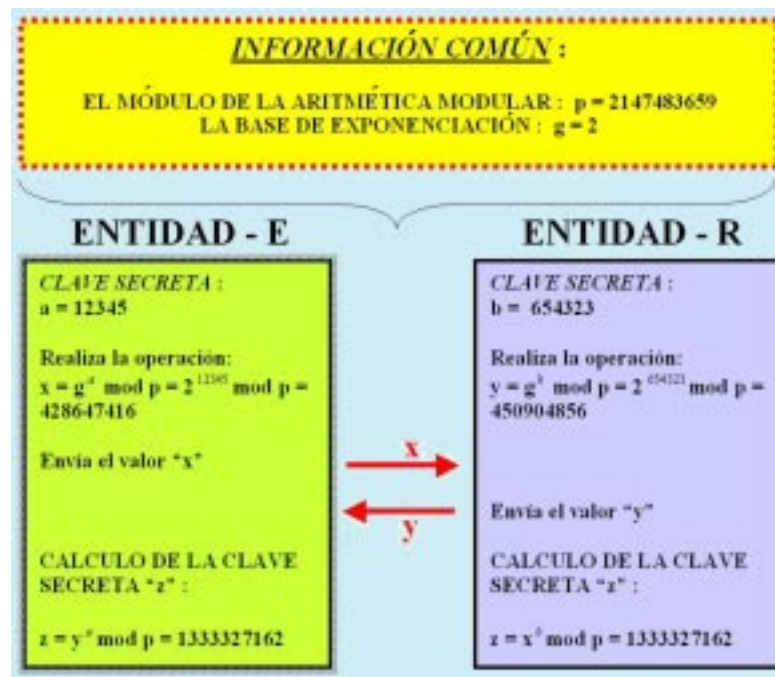 INFORMACIÓN COMÚN :
EL MÓDULO DE LA ARITMÉTICA MODULAR : p = 2147483659
LA BASE DE EXPONENCIACIÓN : g = 2
ENTIDAD - E
CLAVE SECRETA :
a = 12345
Realiza la operación:
x = g^a mod p = 2^12345 mod p =
428647416
Envía el valor “x”
CALCULO DE LA CLAVE
SECRETA “z” :
z = y^a mod p = 1333327162
x
y
ENTIDAD - R
CLAVE SECRETA :
b = 654323
Realiza la operación:
y = g^b mod p = 2^654323 mod p =
450904856
Envía el valor “y”
CALCULO DE LA CLAVE
SECRETA “z” :
z = x^b mod p = 1333327162